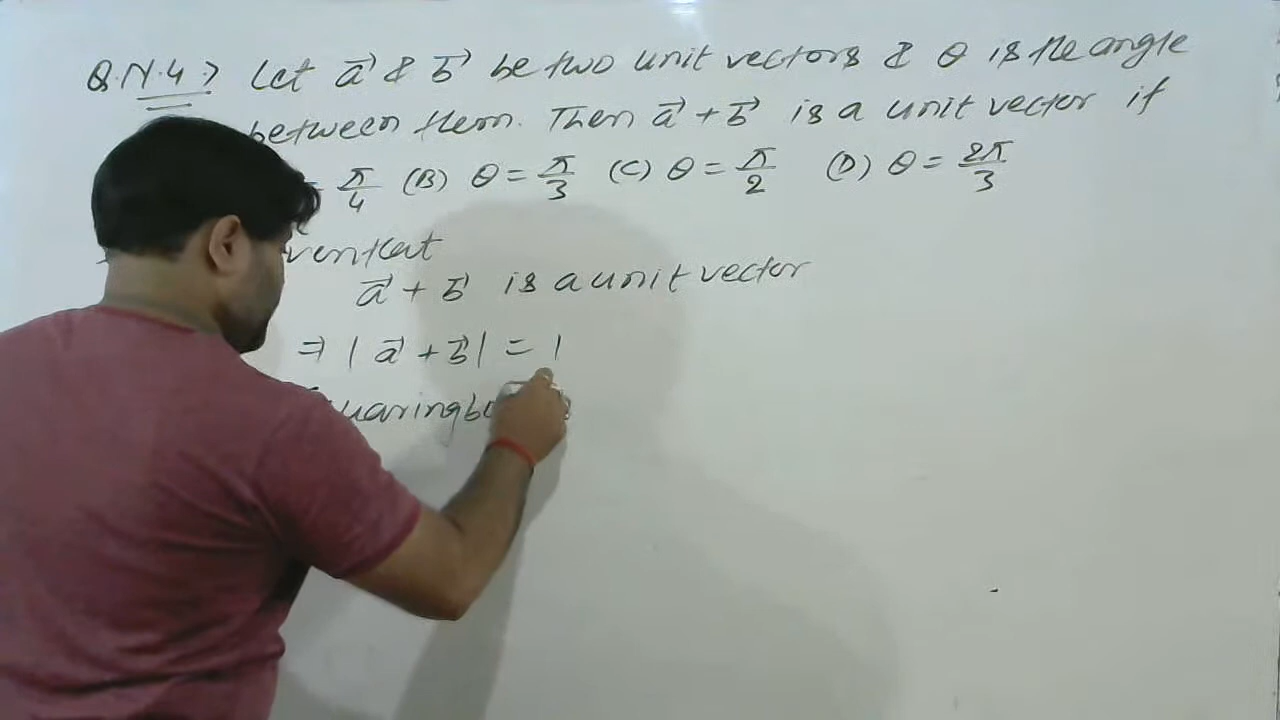 Q.N.4 :> Let a⃗ & b⃗ be two unit vectors & θ is the angle
between them. Then a⃗ + b⃗ is a unit vector if
= π/4 (B) θ = π/3 (C) θ = π/2 (D) θ = 2π/3
a⃗ + b⃗ is a unit vector
⇒ | a⃗ + b⃗ | = 1